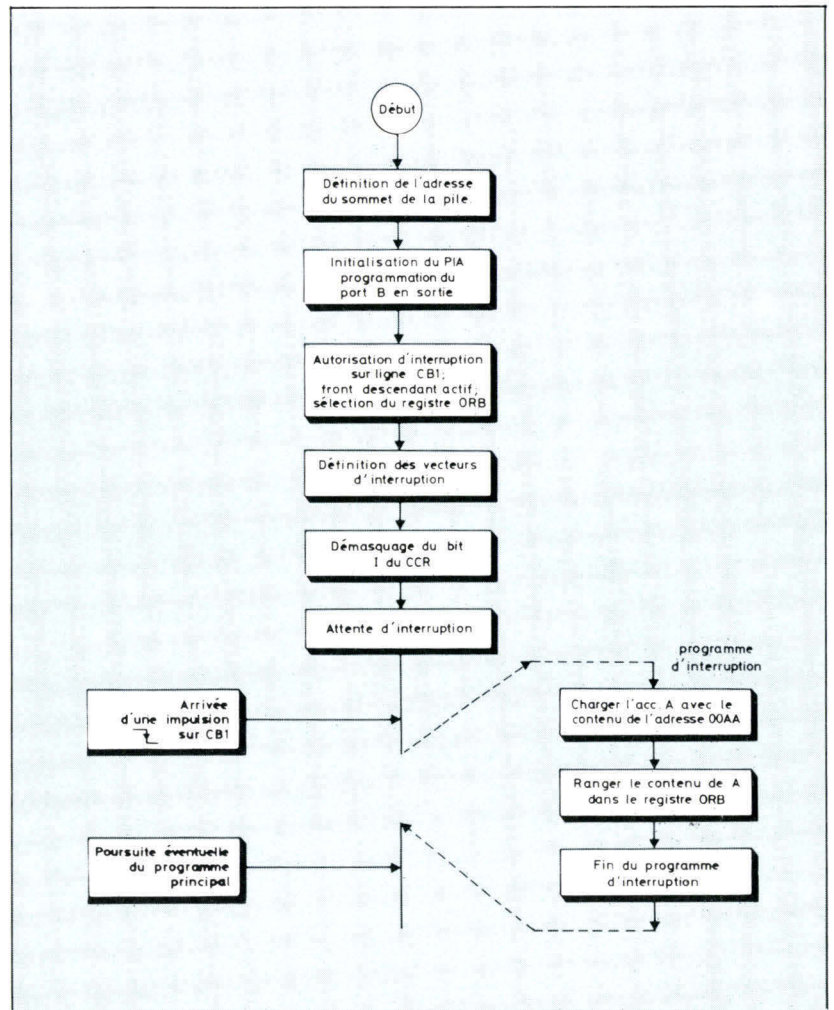 Début
Définition de l'adresse
du sommet de la pile.
Initialisation du PIA
programmation du
port B en sortie
Autorisation d'interruption
sur ligne CB1;
front descendant actif;
sélection du registre ORB
Définition des vecteurs
d'interruption
Démasquage du bit
I du CCR
Attente d'interruption
Arrivée
d'une impulsion
sur CB1
programme
d'interruption
Charger l'acc. A avec le
contenu de l'adresse 00AA
Ranger le contenu de A
dans le registre ORB
Fin du programme
d'interruption
Poursuite éventuelle
du programme
principal